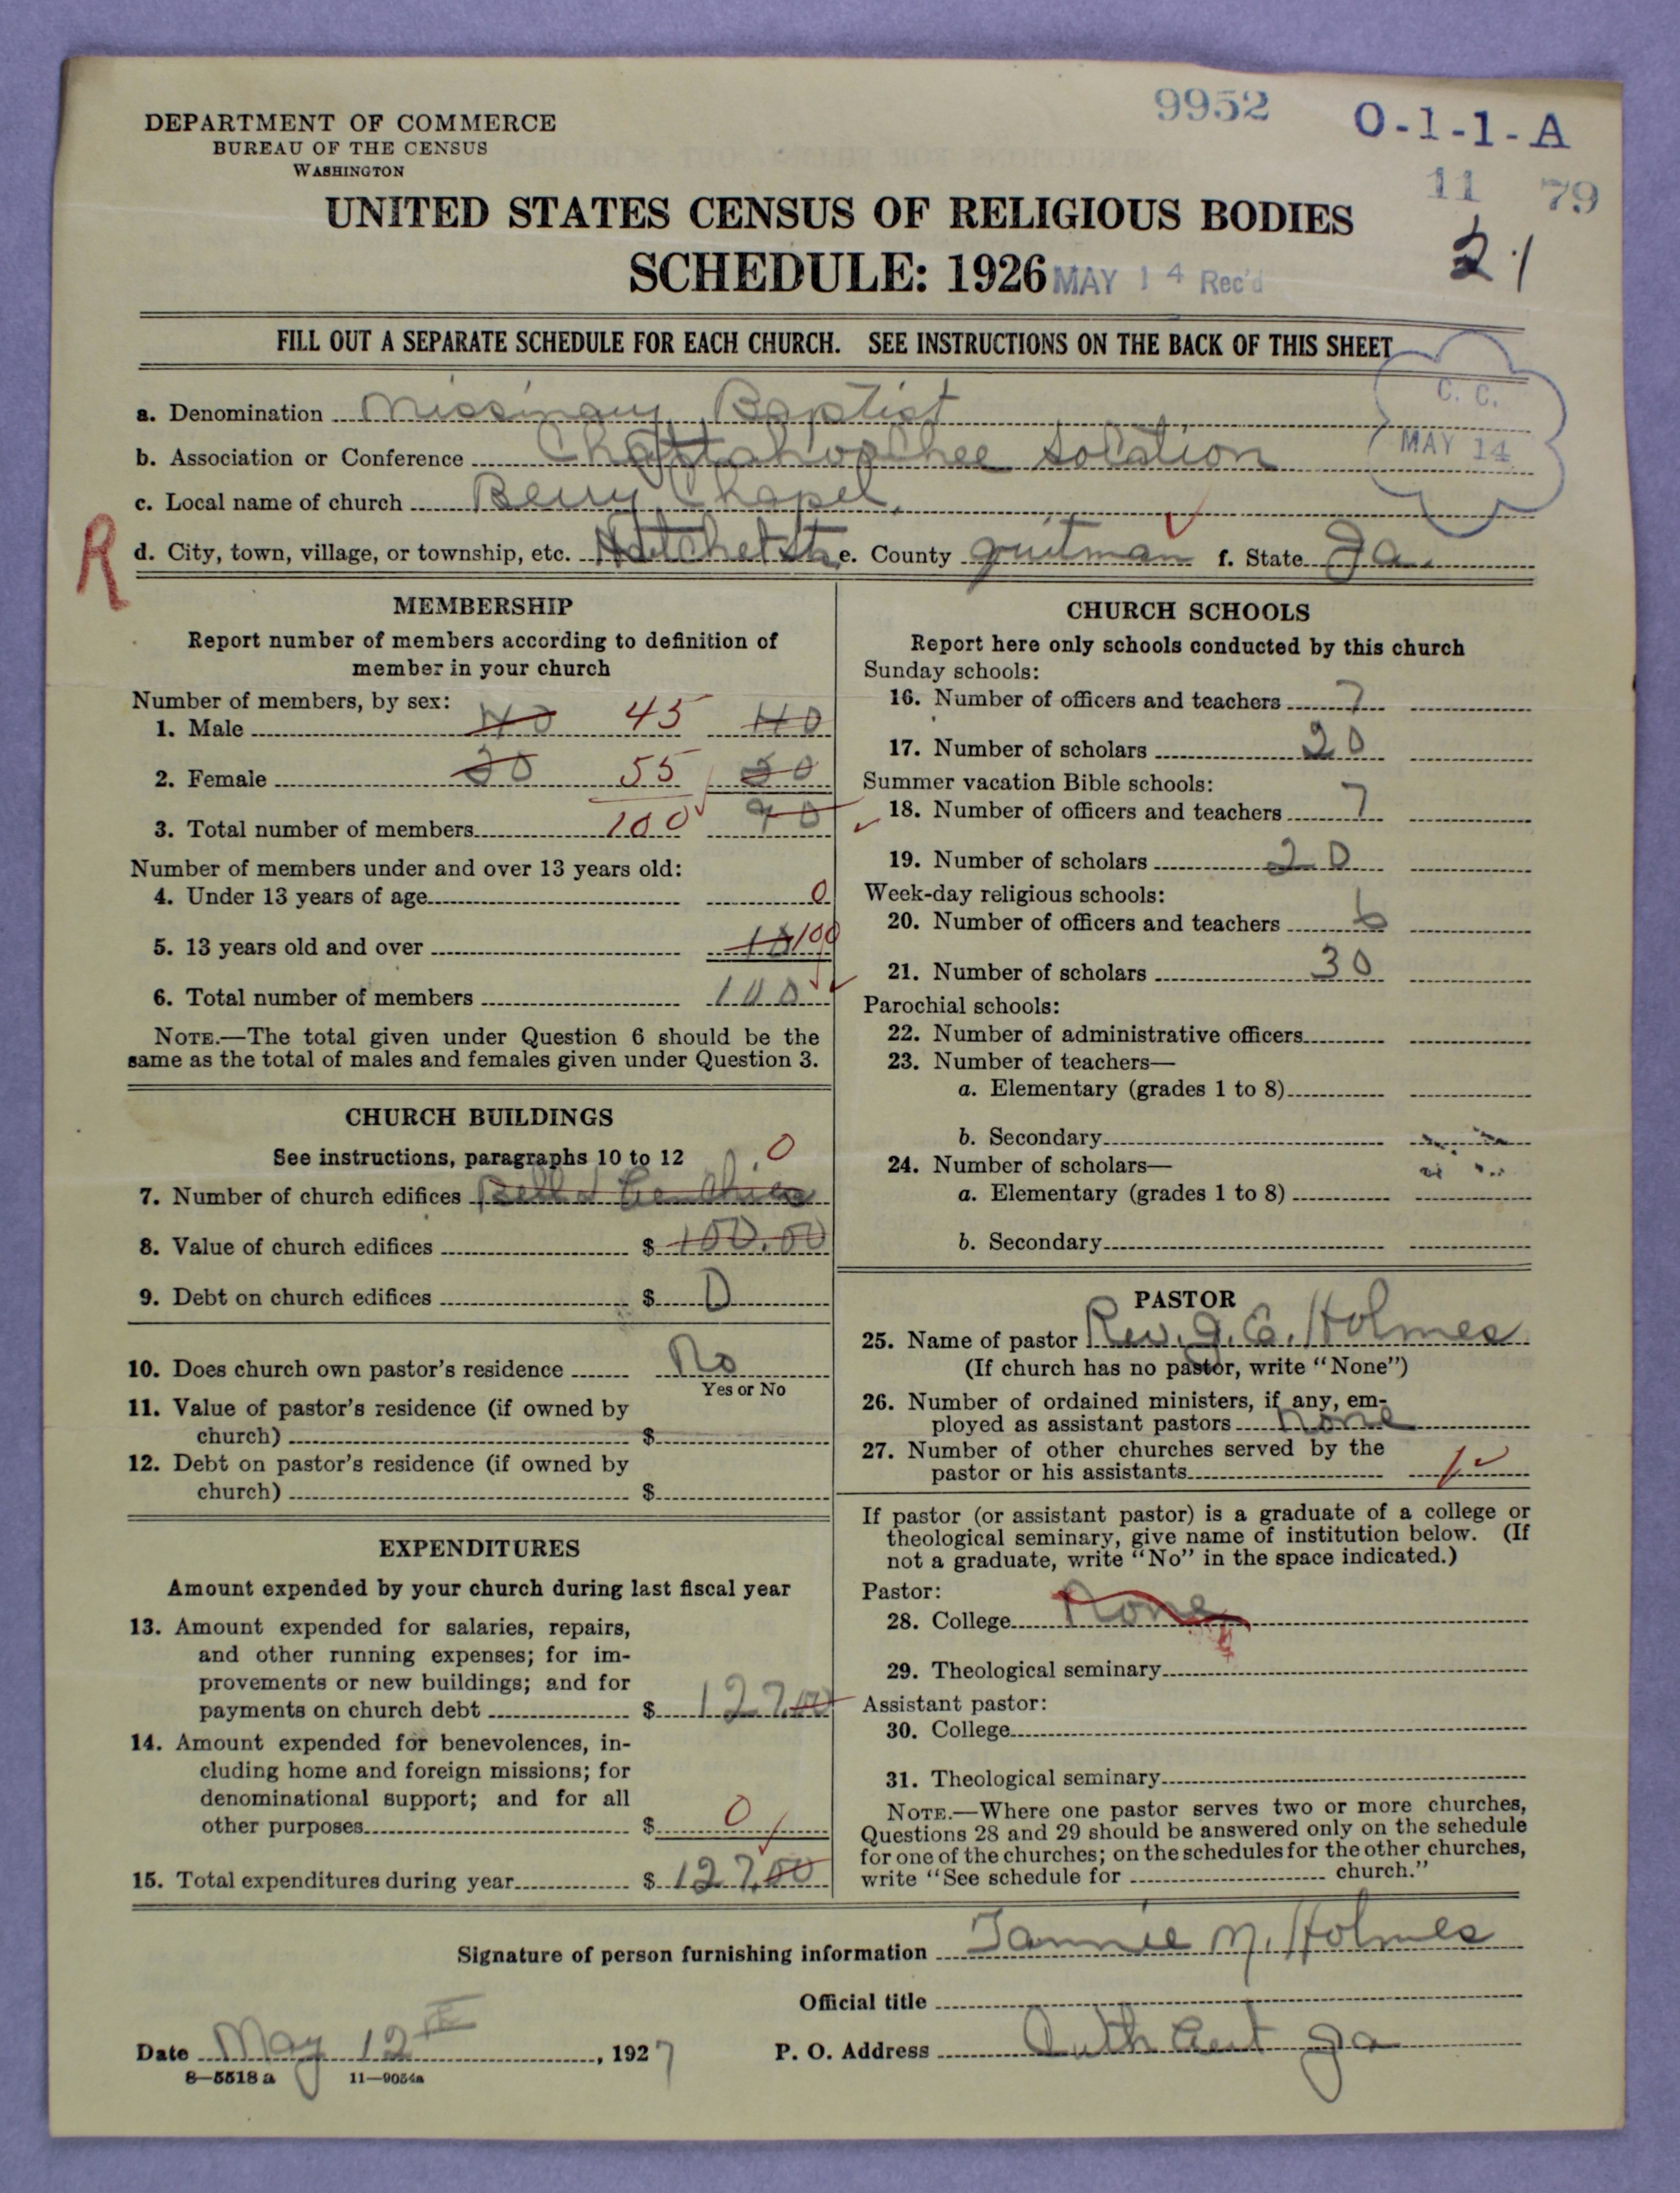 9952
O-1-1-A
DEPARTMENT OF COMMERCE
BUREAU OF THE CENSUS
WASHINGTON
11 79
UNITED STATES CENSUS OF RELIGIOUS BODIES
21
SCHEDULE: 1926 MAY 14 Rec'd
FILL OUT A SEPARATE SCHEDULE FOR EACH CHURCH. SEE INSTRUCTIONS ON THE BACK OF THIS SHEET
C. C.
MAY 14
a. Denomination Missinary Baptist
b. Association or Conference Chattahoochee
c. Local name of church Berry Chapel.
R
d. City, town, village, or township, etc. e. County guitman f. State Ga.
MEMBERSHIP
Report number of members according to definition of
member in your church
Number of members, by sex:
1. Male 40 45 40
2. Female 55 50
3. Total number of members 100 90
Number of members under and over 13 years old:
4. Under 13 years of age 0
5. 13 years old and over 100
6. Total number of members 100
NOTE.—The total given under Question 6 should be the
same as the total of males and females given under Question 3.
CHURCH BUILDINGS
See instructions, paragraphs 10 to 12 0
7. Number of church edifices
8. Value of church edifices $ 100.00
9. Debt on church edifices $ 0
10. Does church own pastor's residence No
Yes or No
11. Value of pastor's residence (if owned by
church) $
12. Debt on pastor's residence (if owned by
church) $
EXPENDITURES
Amount expended by your church during last fiscal year
13. Amount expended for salaries, repairs,
and other running expenses; for im-
provements or new buildings; and for
payments on church debt $ 127.00
14. Amount expended for benevolences, in-
cluding home and foreign missions; for
denominational support; and for all
other purposes $ 0
15. Total expenditures during year $ 127.00
CHURCH SCHOOLS
Report here only schools conducted by this church
Sunday schools:
16. Number of officers and teachers 7
17. Number of scholars 20
Summer vacation Bible schools:
18. Number of officers and teachers 7
19. Number of scholars 20
Week-day religious schools:
20. Number of officers and teachers 6
21. Number of scholars 30
Parochial schools:
22. Number of administrative officers
23. Number of teachers—
a. Elementary (grades 1 to 8)
b. Secondary
24. Number of scholars—
a. Elementary (grades 1 to 8)
b. Secondary
PASTOR
25. Name of pastor Rev. J. C. Holmes
(If church has no pastor, write "None")
26. Number of ordained ministers, if any, em-
ployed as assistant pastors none
27. Number of other churches served by the
pastor or his assistants 1
If pastor (or assistant pastor) is a graduate of a college or
theological seminary, give name of institution below. (If
not a graduate, write "No" in the space indicated.)
Pastor:
28. College None
29. Theological seminary
Assistant pastor:
30. College
31. Theological seminary
NOTE.—Where one pastor serves two or more churches,
Questions 28 and 29 should be answered only on the schedule
for one of the churches; on the schedules for the other churches,
write "See schedule for church."
Signature of person furnishing information Tannie M. Holmes
Official title
Date May 12th, 1927 P. O. Address Ga
8—5518 a 11—9054a